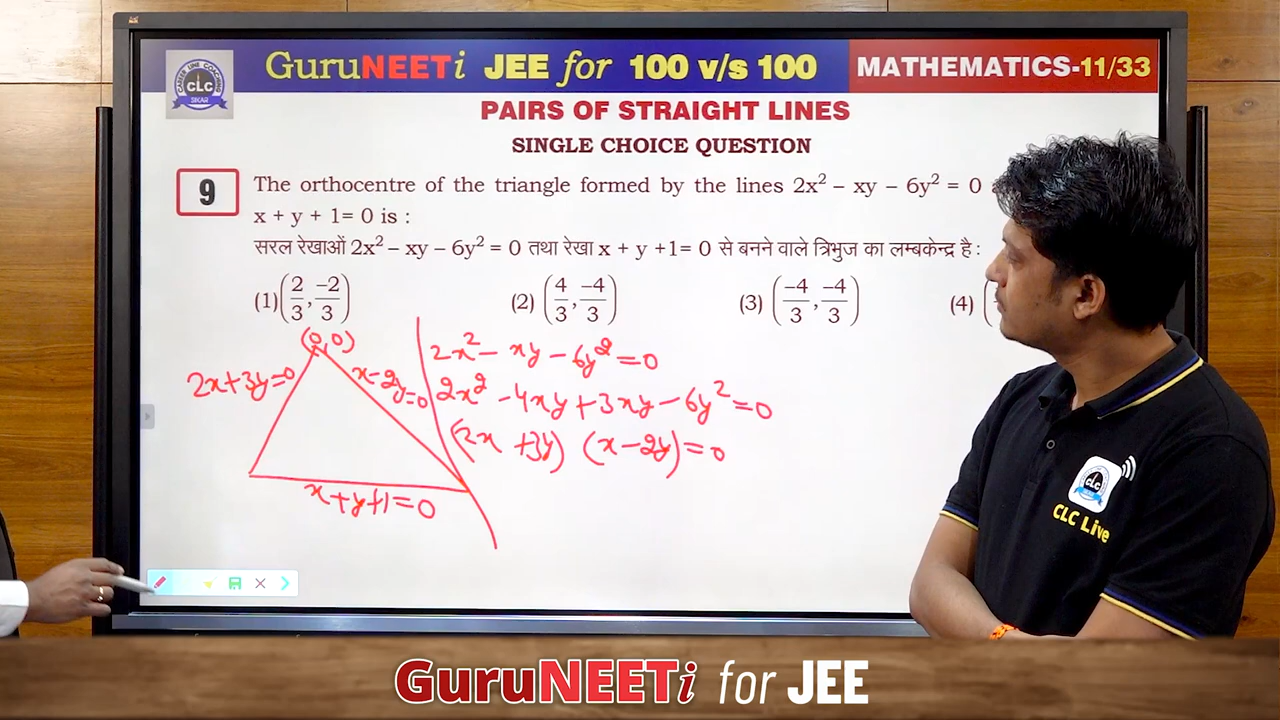 GuruNEETi JEE for 100 v/s 100
MATHEMATICS-11/33
CLC
SIKAR
PAIRS OF STRAIGHT LINES
SINGLE CHOICE QUESTION
9
The orthocentre of the triangle formed by the lines 2x² – xy – 6y² = 0
x + y + 1= 0 is :
सरल रेखाओं 2x² – xy – 6y² = 0 तथा रेखा x + y +1= 0 से बनने वाले त्रिभुज का लम्बकेन्द्र है :
(1) (2/3, –2/3) (2) (4/3, –4/3) (3) (–4/3, –4/3) (4) (
(0,0)
2x+3y=0
x-2y=0
x+y+1=0
2x² - xy - 6y² = 0
2x² - 4xy + 3xy - 6y² = 0
(2x + 3y) (x - 2y) = 0
CLC
CLC Live
GuruNEETi for JEE